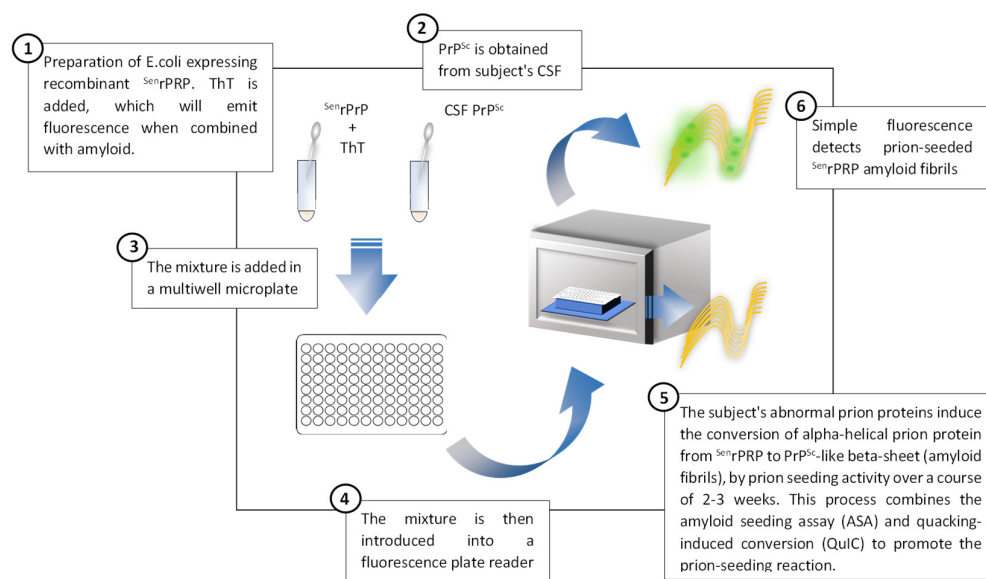 1
Preparation of E.coli expressing
recombinant ˢᵉⁿrPRP. ThT is
added, which will emit
fluorescence when combined
with amyloid.
2
PrPˢᶜ is obtained
from subject's CSF
ˢᵉⁿrPrP
+
ThT
CSF PrPˢᶜ
3
The mixture is added in
a multiwell microplate
4
The mixture is then
introduced into a
fluorescence plate reader
5
The subject's abnormal prion proteins induce
the conversion of alpha-helical prion protein
from ˢᵉⁿrPRP to PrPˢᶜ-like beta-sheet (amyloid
fibrils), by prion seeding activity over a course
of 2-3 weeks. This process combines the
amyloid seeding assay (ASA) and quacking-
induced conversion (QuIC) to promote the
prion-seeding reaction.
6
Simple fluorescence
detects prion-seeded
ˢᵉⁿrPRP amyloid fibrils